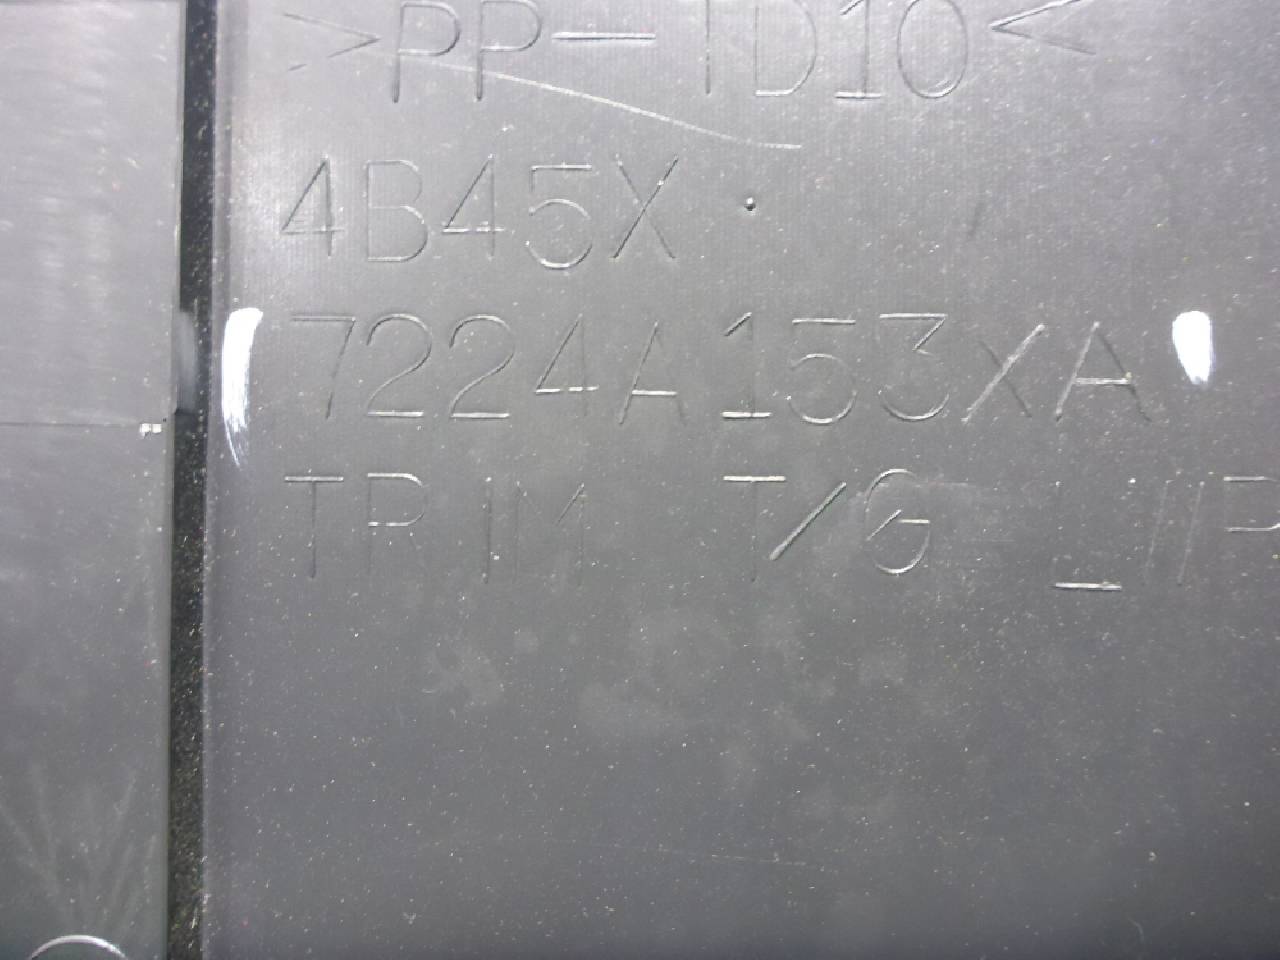 >PP-TD10<
4B45X
7224A153XA
TRIM T/G